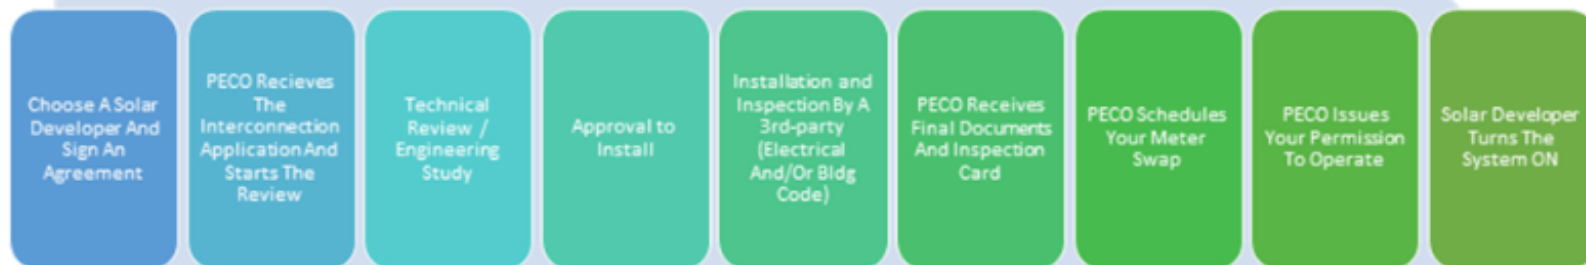 Choose A Solar
Developer And
Sign An
Agreement
PECO Recieves
The
Interconnection
Application And
Starts The
Review
Technical
Review /
Engineering
Study
Approval to
Install
Installation and
Inspection By A
3rd-party
(Electrical
And/Or Bldg
Code)
PECO Receives
Final Documents
And Inspection
Card
PECO Schedules
Your Meter
Swap
PECO Issues
Your Permission
To Operate
Solar Developer
Turns The
System ON